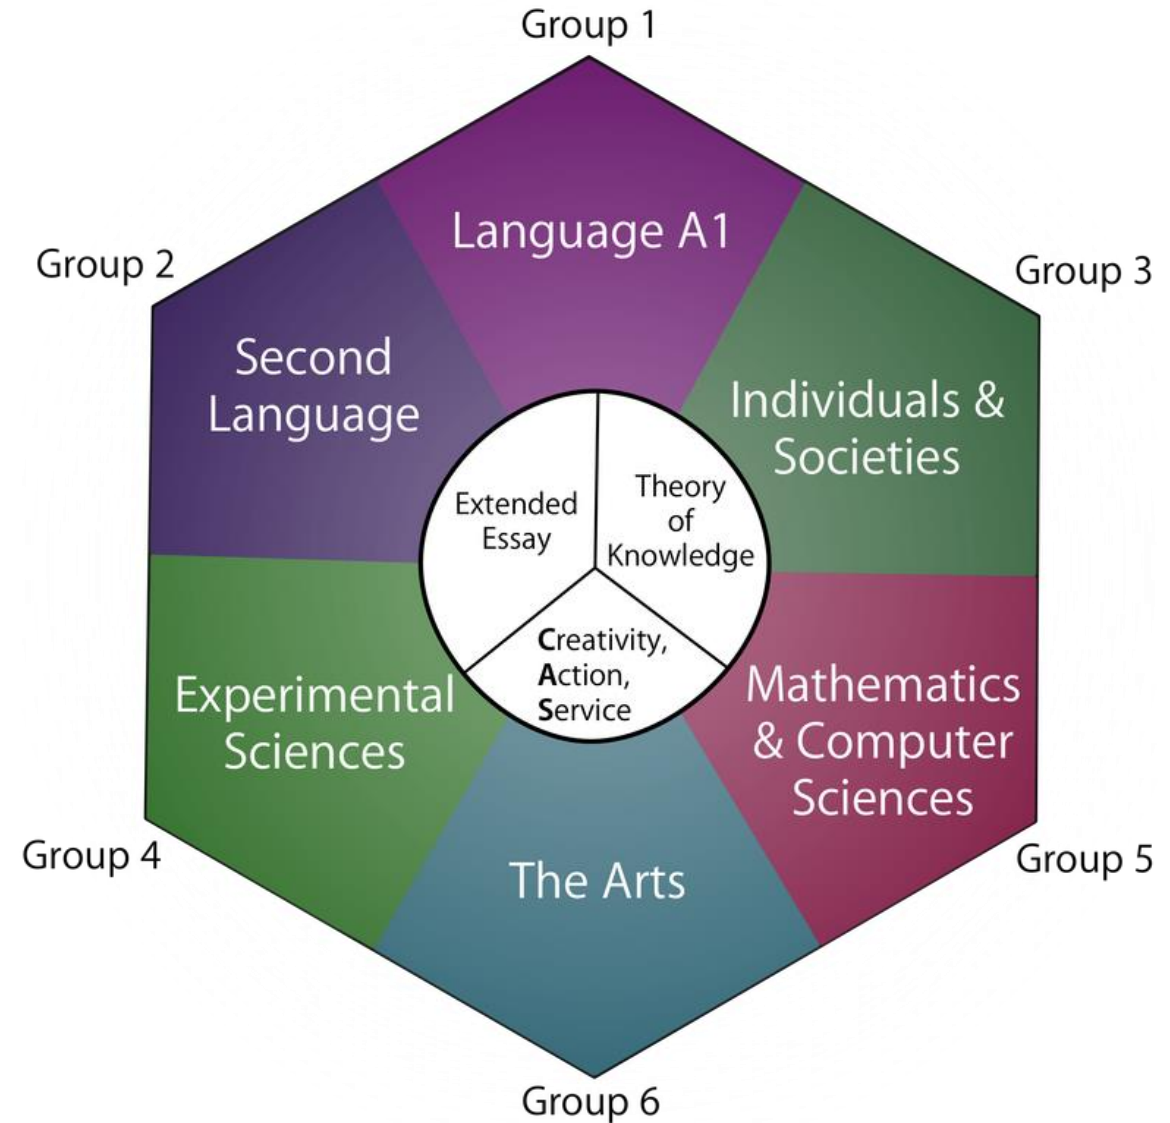 Group 1
Language A1
Group 2
Second
Language
Group 3
Individuals &
Societies
Extended
Essay
Theory
of
Knowledge
Creativity,
Action,
Service
Experimental
Sciences
Group 4
Mathematics
& Computer
Sciences
Group 5
The Arts
Group 6